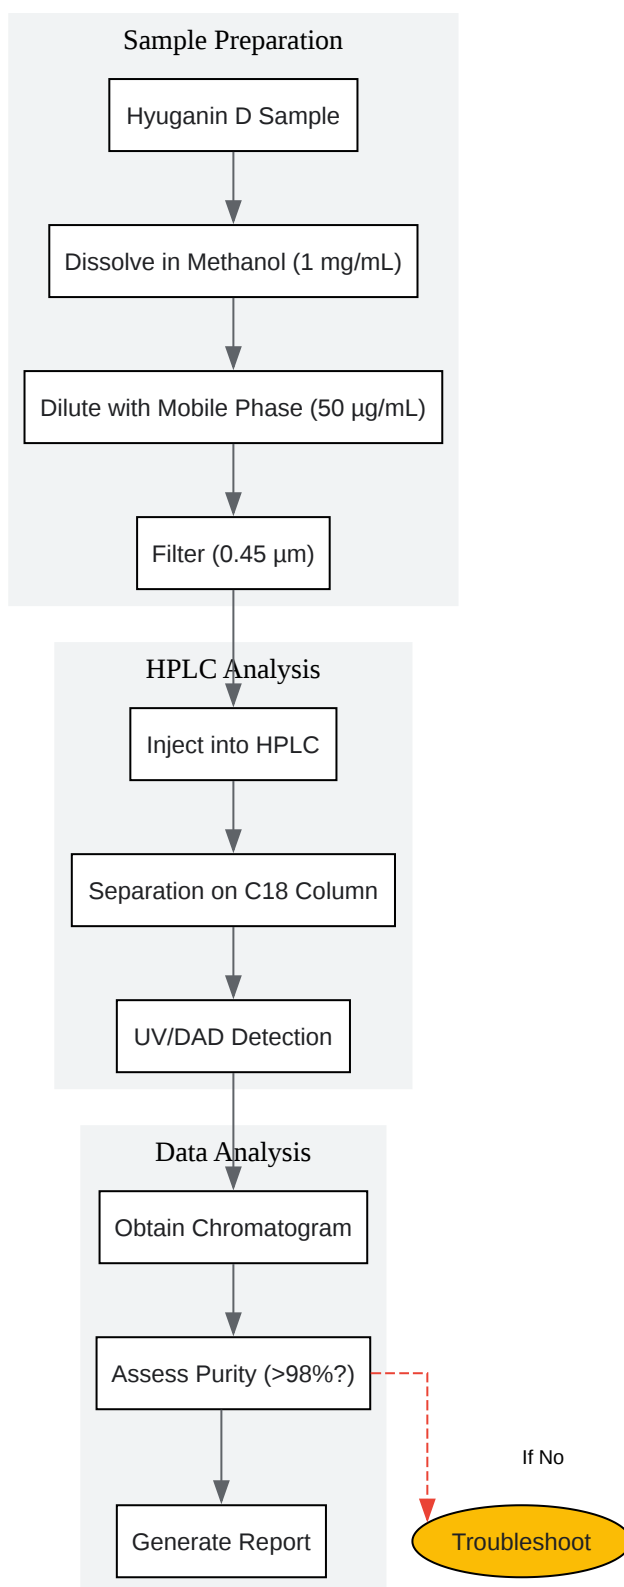 Sample Preparation
Hyuganin D Sample
Dissolve in Methanol (1 mg/mL)
Dilute with Mobile Phase (50 µg/mL)
Filter (0.45 µm)
HPLC Analysis
Inject into HPLC
Separation on C18 Column
UV/DAD Detection
Data Analysis
Obtain Chromatogram
Assess Purity (>98%?)
If No
Generate Report
Troubleshoot